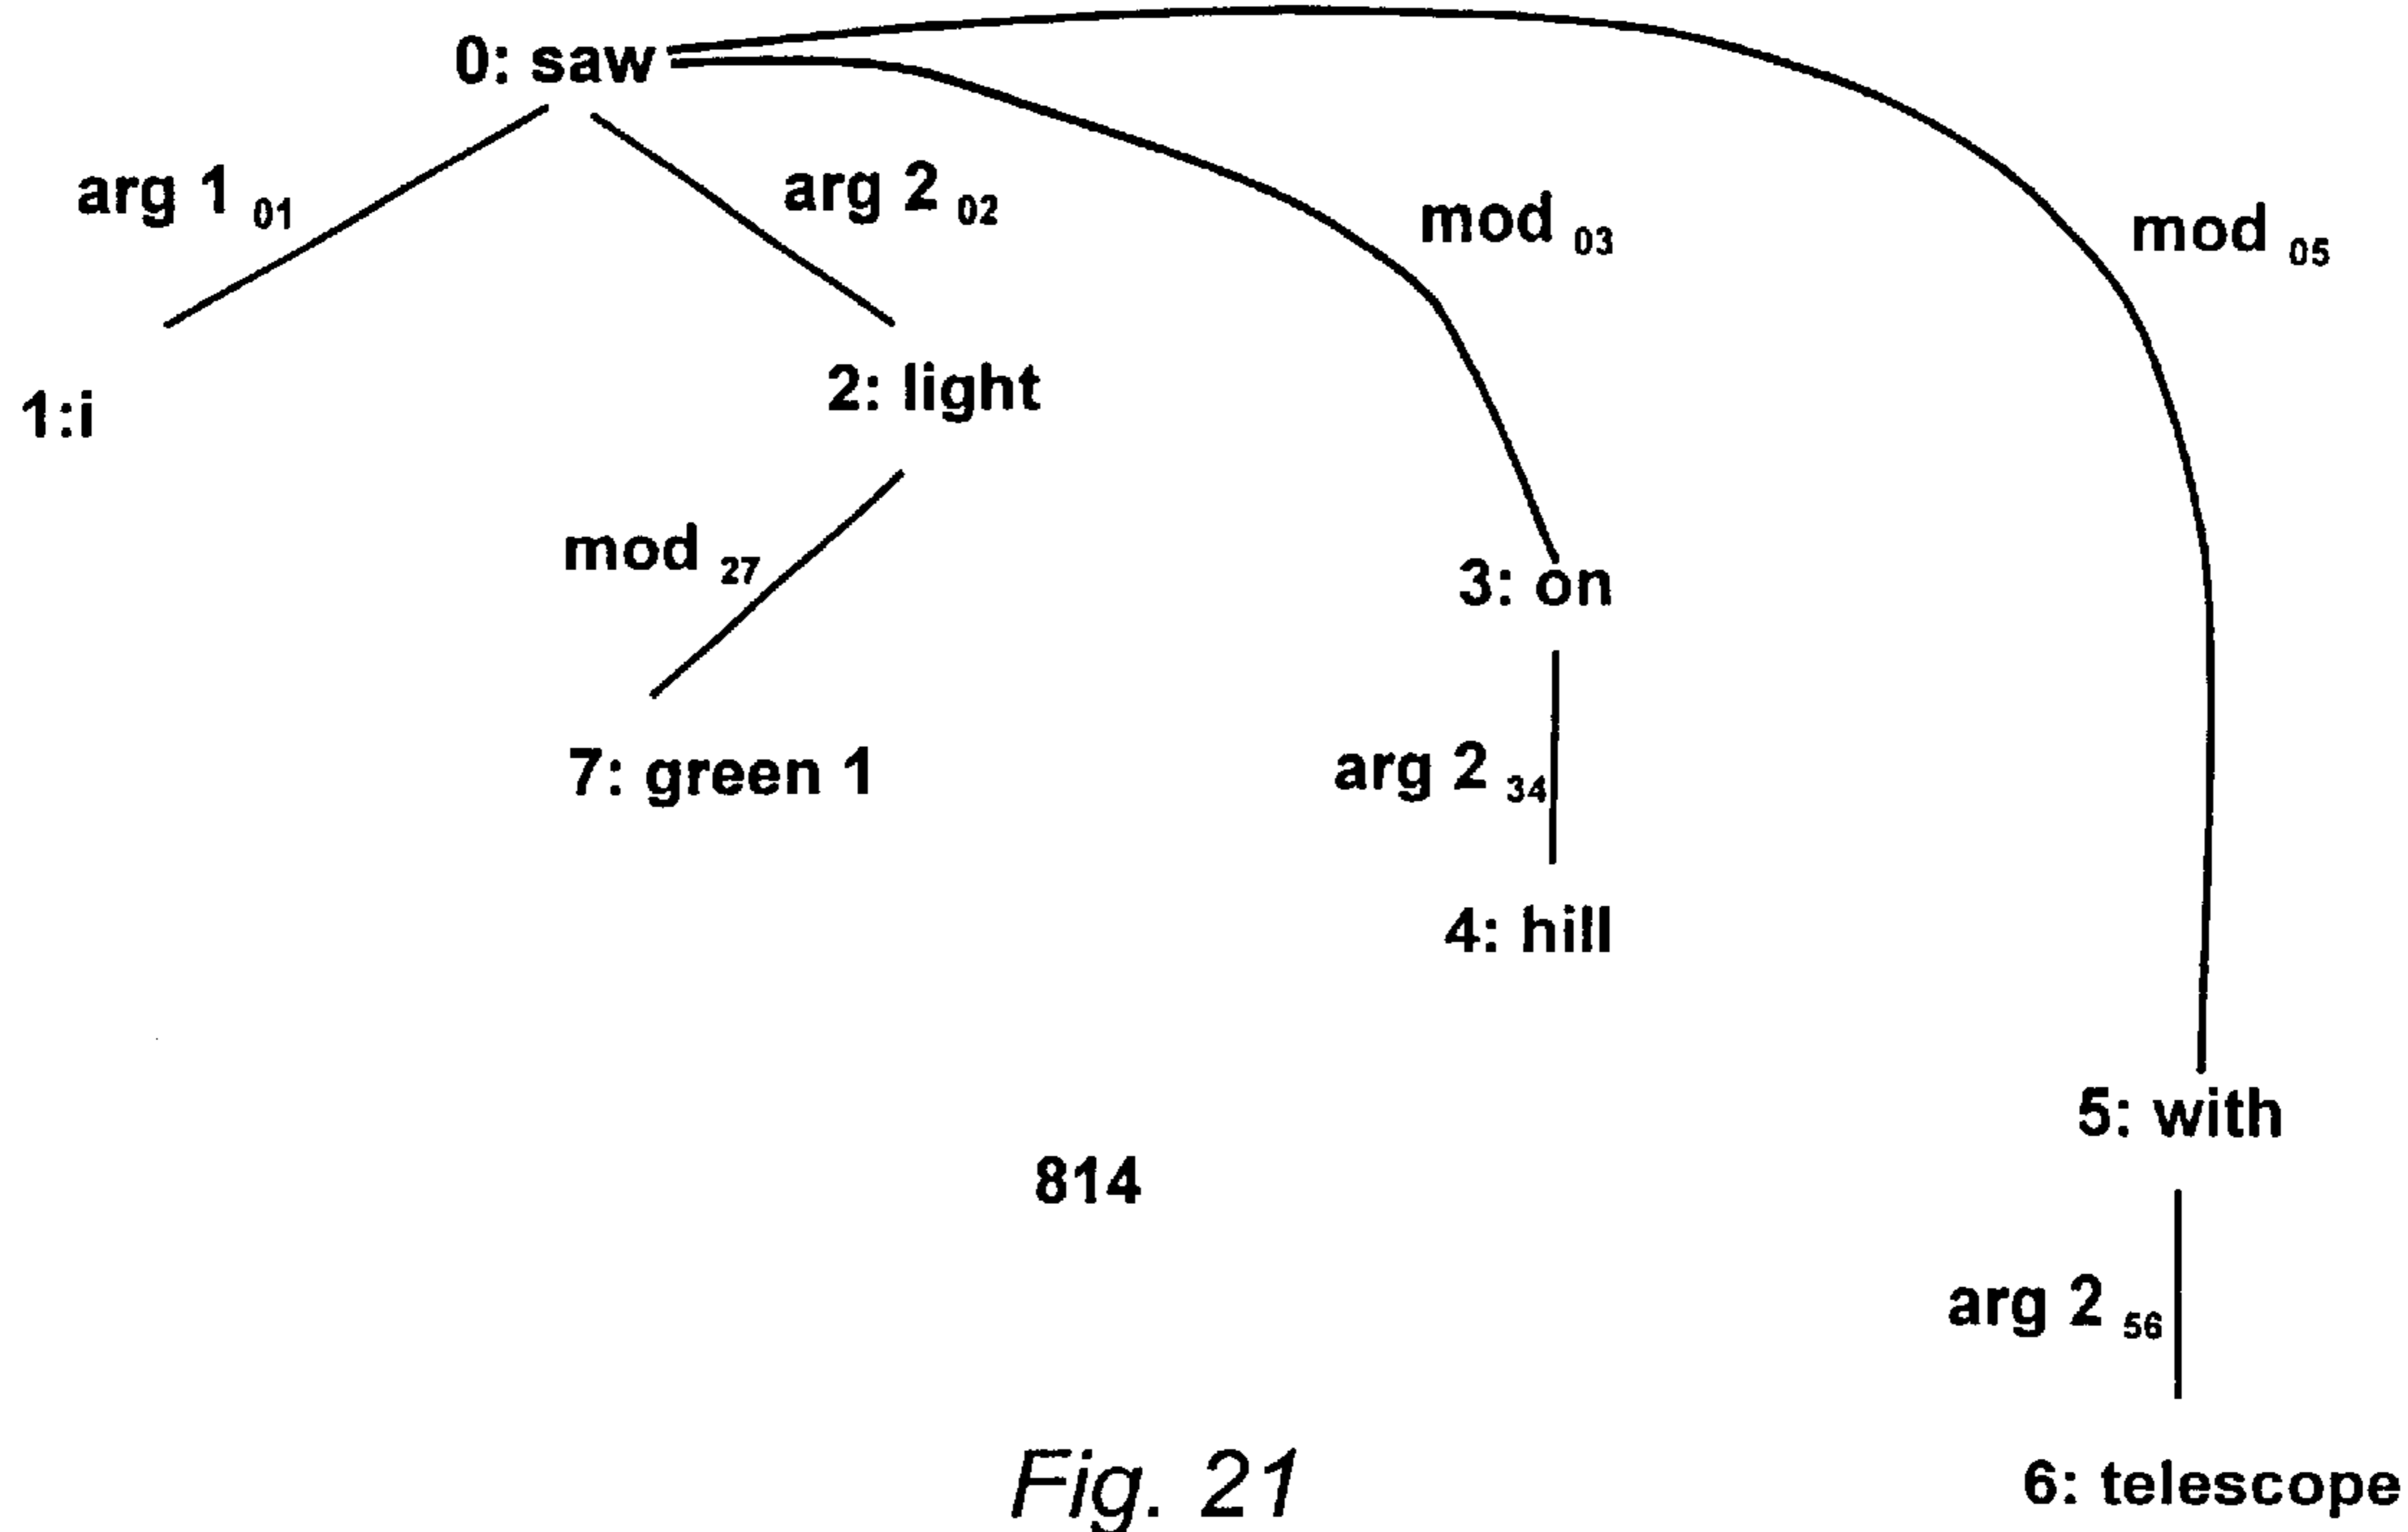 0: saw
arg 1 01
arg 2 02
mod 03
mod 05
1:i
2: light
mod 27
3: on
7: green 1
arg 2 34
4: hill
5: with
814
arg 2 56
6: telescope
Fig. 21